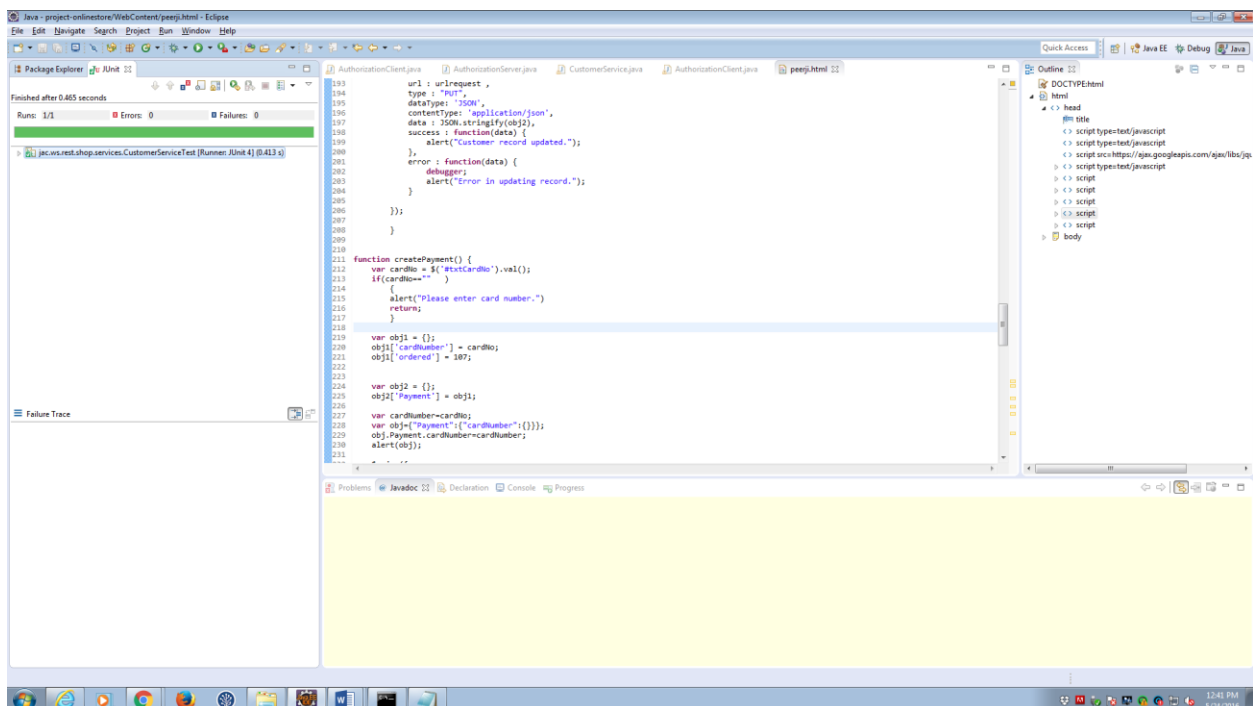 Java - project-onlinestore/WebContent/peerji.html - Eclipse
File Edit Navigate Search Project Run Window Help
Quick Access Java EE Debug Java
Package Explorer JUnit
Finished after 0.465 seconds
Runs: 1/1 Errors: 0 Failures: 0
jac.ws.rest.shop.services.CustomerServiceTest [Runner: JUnit 4] (0.413 s)
Failure Trace
AuthorizationClient.java AuthorizationServer.java CustomerService.java AuthorizationClient.java peerji.html
193 url : urlrequest ,
194 type : "PUT",
195 dataType: 'JSON',
196 contentType: 'application/json',
197 data : JSON.stringify(obj2),
198 success : function(data) {
199 alert("Customer record updated.");
200 },
201 error : function(data) {
202 debugger;
203 alert("Error in updating record.");
204 }
205
206 });
207
208 }
209
210
211 function createPayment() {
212 var cardNo = $('#txtCardNo').val();
213 if(cardNo=="" )
214 {
215 alert("Please enter card number.")
216 return;
217 }
218
219 var obj1 = {};
220 obj1['cardNumber'] = cardNo;
221 obj1['ordered'] = 107;
222
223
224 var obj2 = {};
225 obj2['Payment'] = obj1;
226
227 var cardNumber=cardNo;
228 var obj={"Payment":{"cardNumber":{}}};
229 obj.Payment.cardNumber=cardNumber;
230 alert(obj);
231
Outline
DOCTYPE:html
html
head
title
script type=text/javascript
script type=text/javascript
script src=https://ajax.googleapis.com/ajax/libs/jqu
script type=text/javascript
script
script
script
script
script
body
Problems Javadoc Declaration Console Progress
12:41 PM